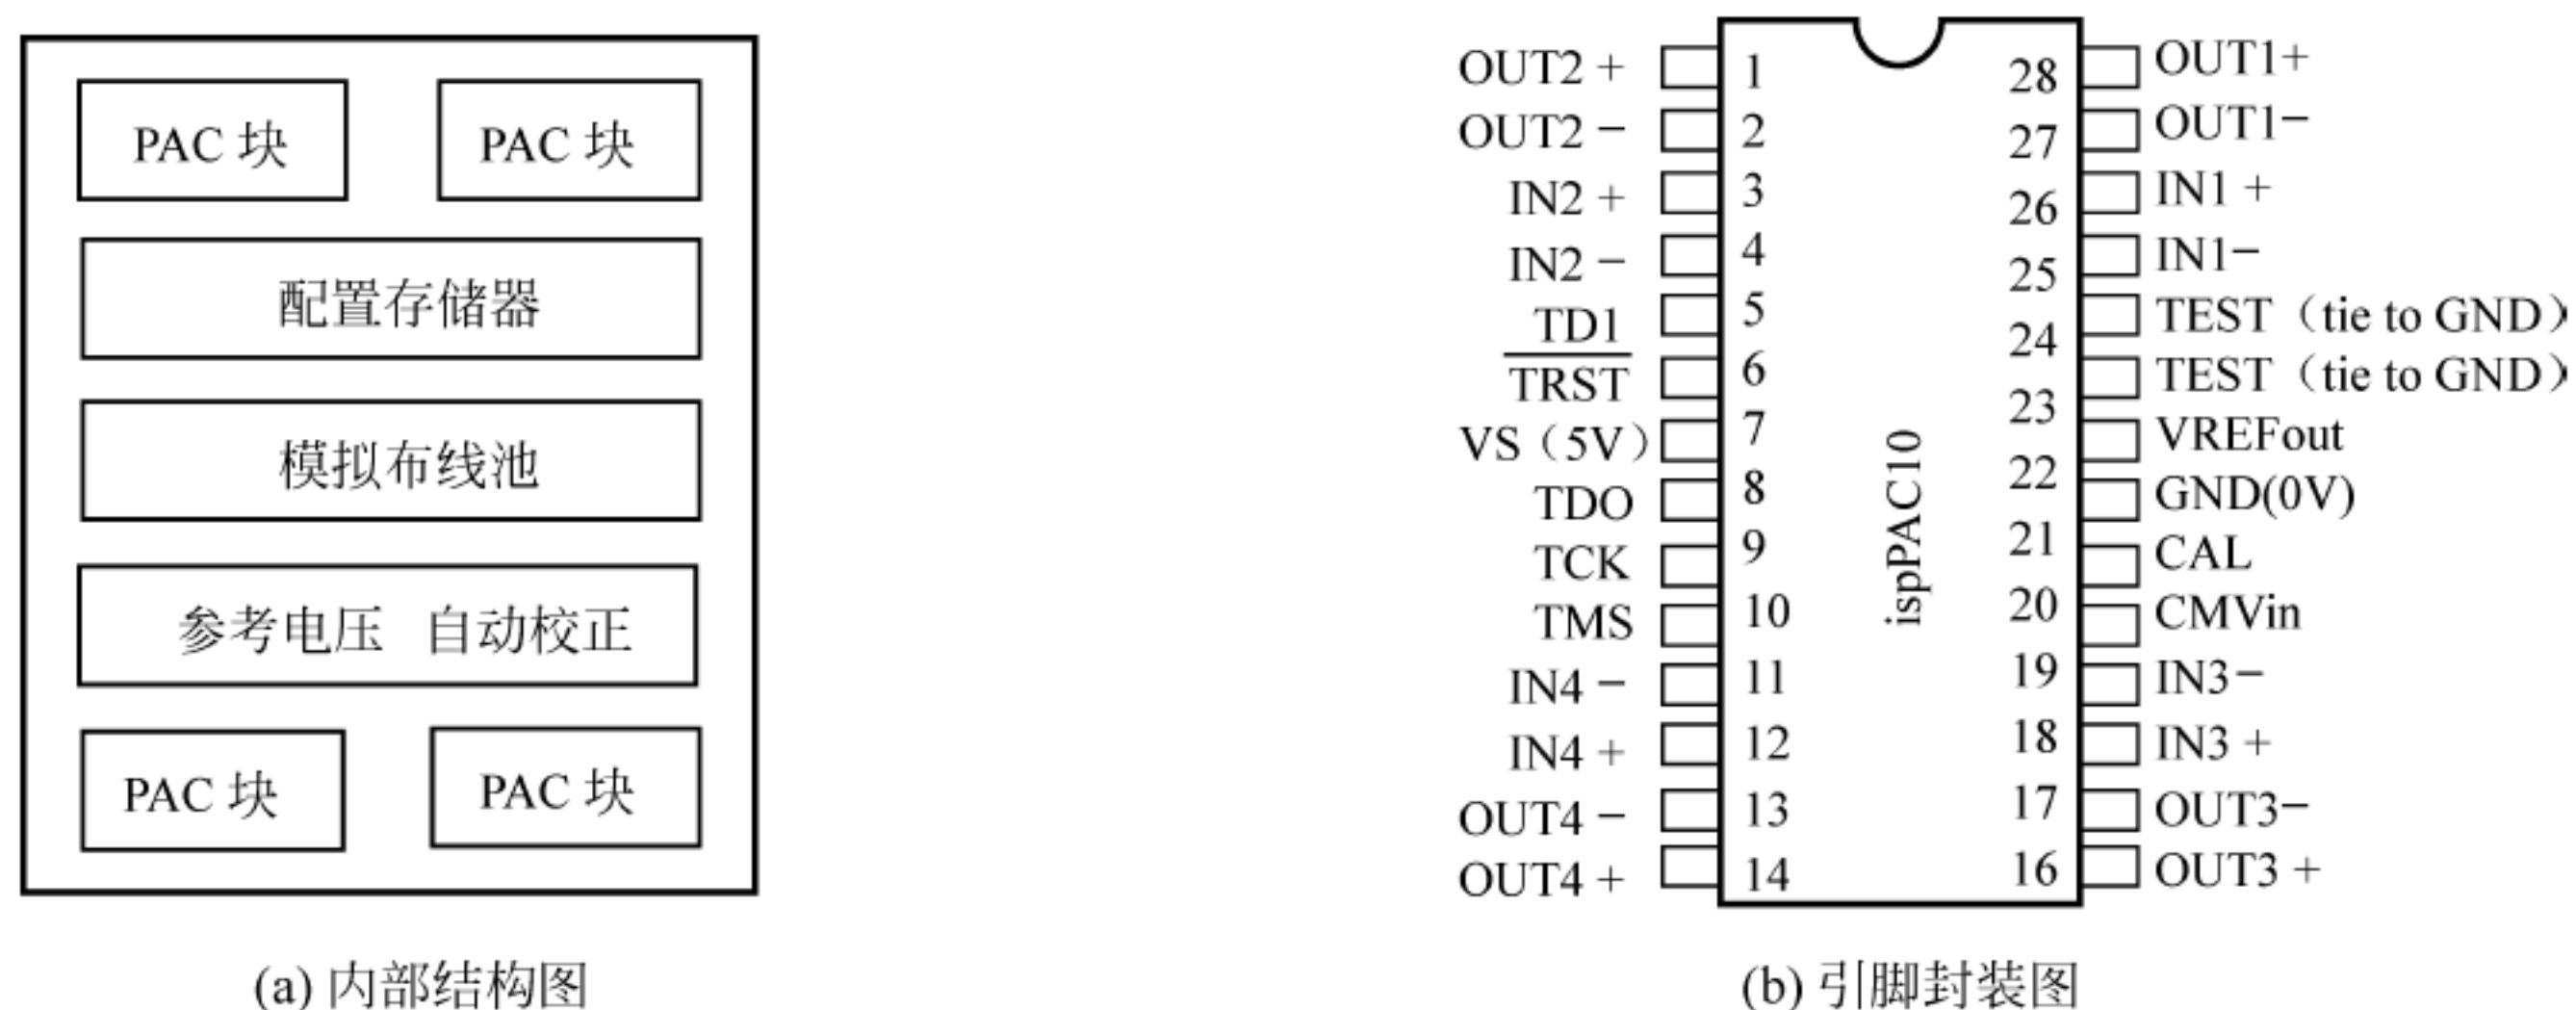 PAC 块
PAC 块
配置存储器
模拟布线池
参考电压 自动校正
PAC 块
PAC 块
(a) 内部结构图
OUT2 + 1 28 OUT1+
OUT2 − 2 27 OUT1−
IN2 + 3 26 IN1 +
IN2 − 4 25 IN1−
TD1 5 24 TEST（tie to GND）
TRST 6 23 TEST（tie to GND）
VS（5V） 7 22 VREFout
TDO 8 21 GND(0V)
TCK 9 20 CAL
TMS 10 19 CMVin
IN4 − 11 18 IN3−
IN4 + 12 17 IN3 +
OUT4 − 13 16 OUT3−
OUT4 + 14 OUT3 +
ispPAC10
(b) 引脚封装图